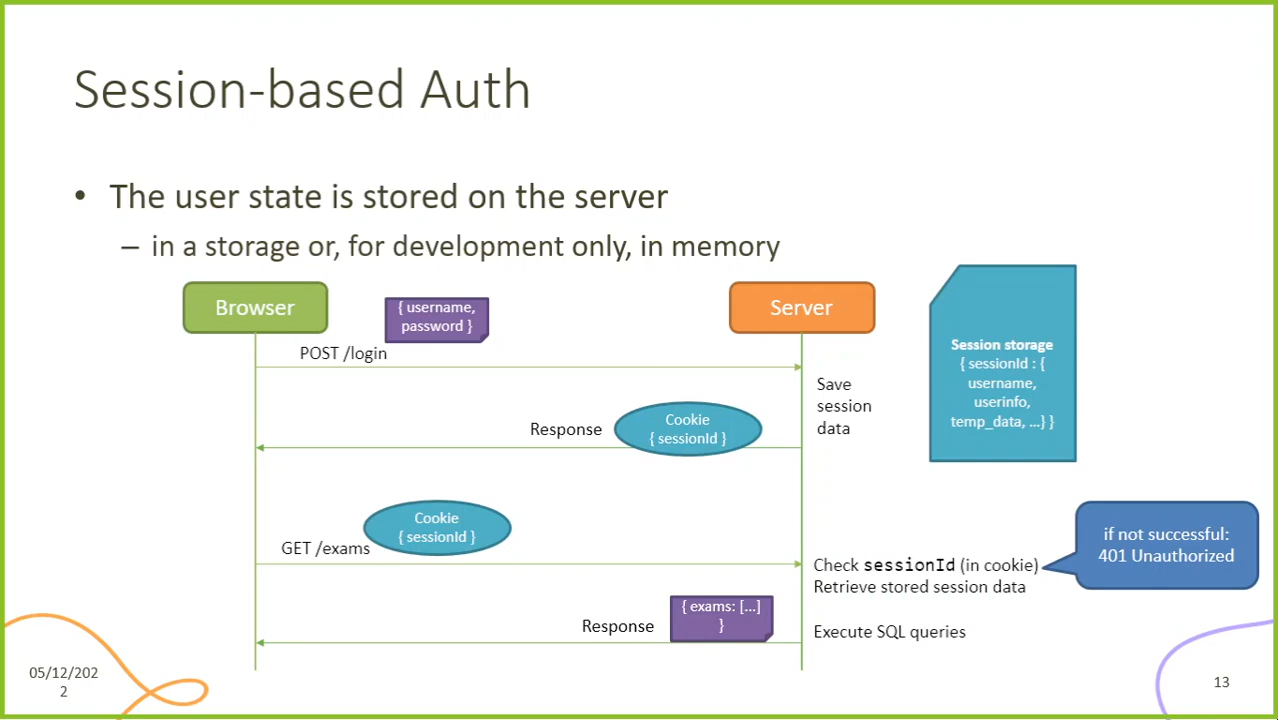 Session-based Auth
• The user state is stored on the server
– in a storage or, for development only, in memory
Browser
{ username,
password }
Server
POST /login
Session storage
{ sessionId : {
username,
userinfo,
temp_data, …} }
Save
session
data
Response
Cookie
{ sessionId }
Cookie
{ sessionId }
GET /exams
if not successful:
401 Unauthorized
Check sessionId (in cookie)
Retrieve stored session data
{ exams: […]
}
Response
Execute SQL queries
05/12/202
2
13